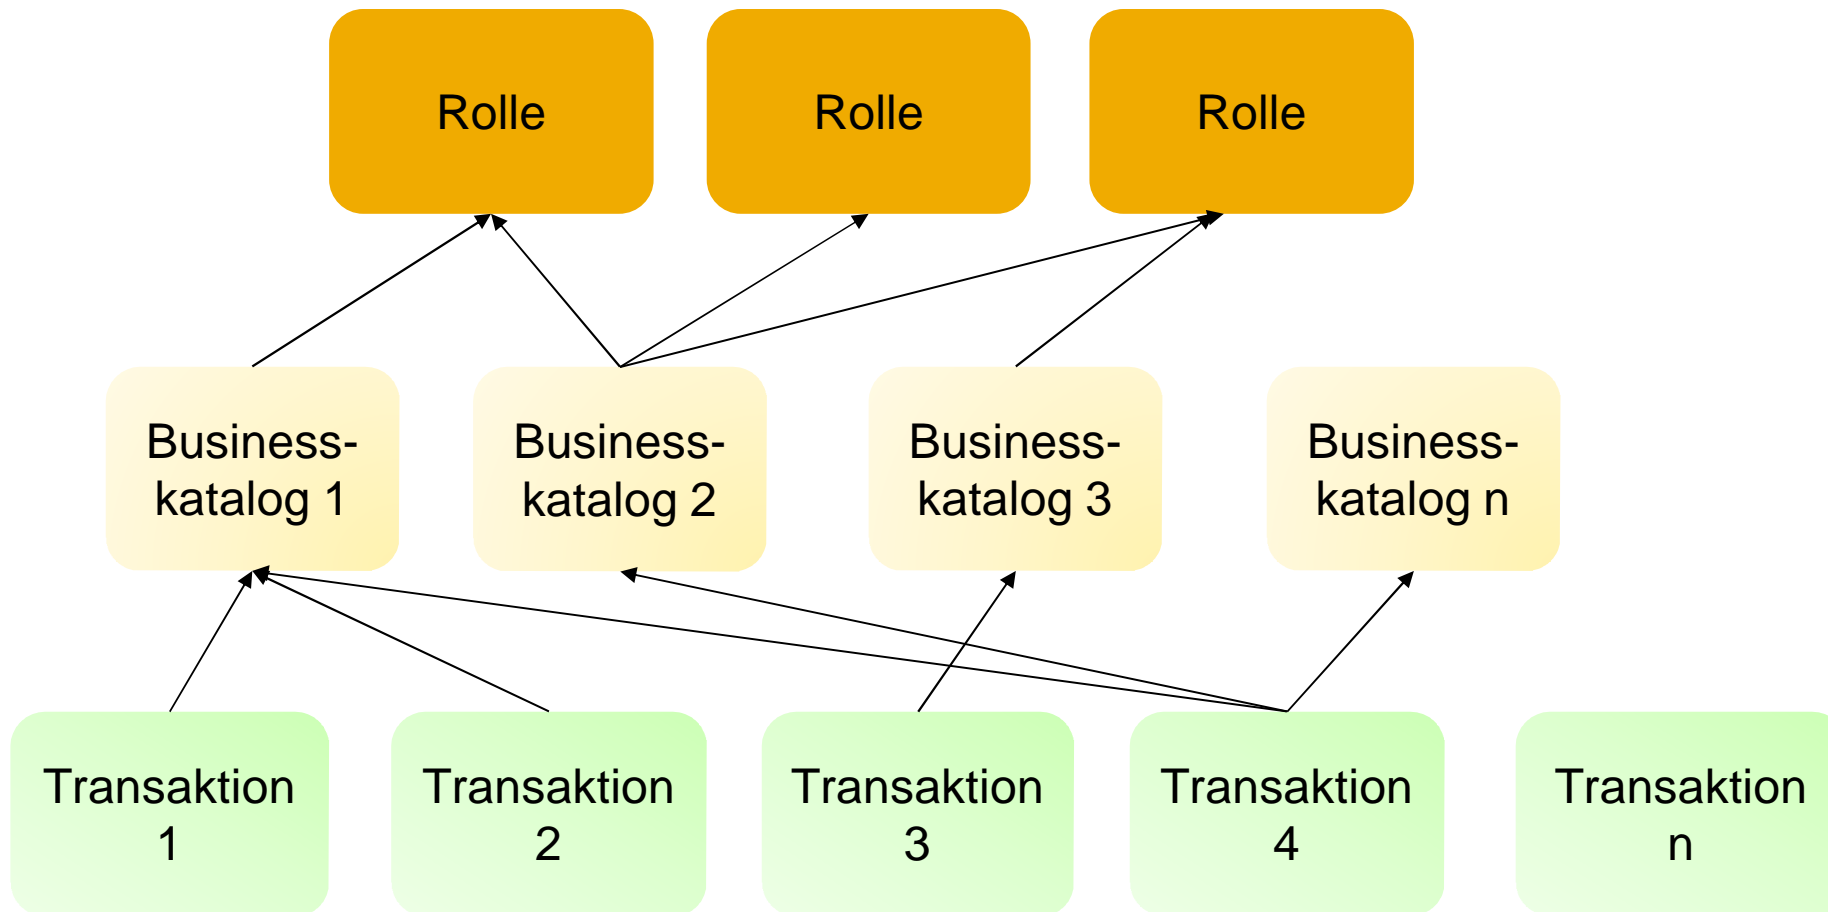 Rolle
Rolle
Rolle
Business-
katalog 1
Business-
katalog 2
Business-
katalog 3
Business-
katalog n
Transaktion
1
Transaktion
2
Transaktion
3
Transaktion
4
Transaktion
n